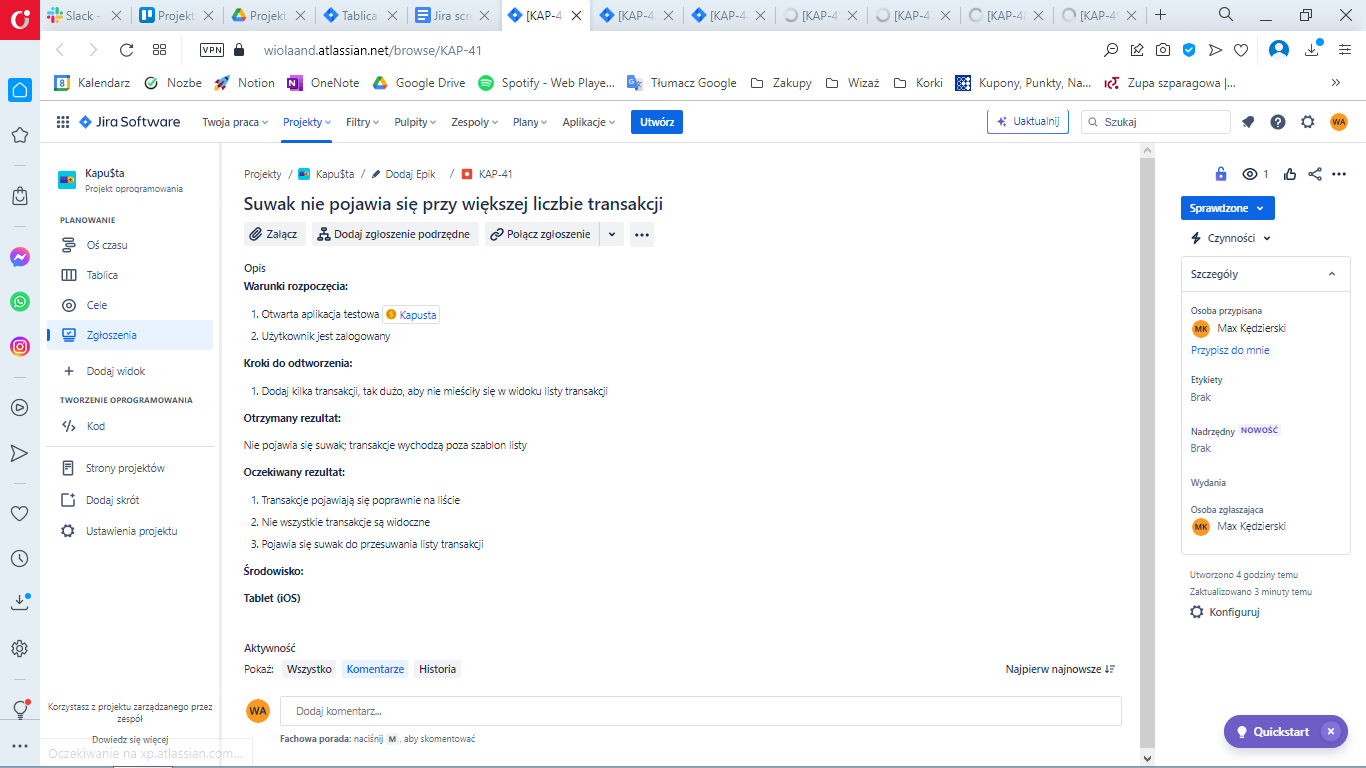 Slack -
Projekt
Projekt
Tablica
Jira scr
[KAP-4
[KAP-4
[KAP-4
[KAP-4
[KAP-4
[KAP-4
[KAP-4
VPN
wiolaand.atlassian.net/browse/KAP-41
Kalendarz
Nozbe
Notion
OneNote
Google Drive
Spotify - Web Playe...
Tłumacz Google
Zakupy
Wizaż
Korki
Kupony, Punkty, Na...
Zupa szparagowa |...
Jira Software
Twoja praca
Projekty
Filtry
Pulpity
Zespoły
Plany
Aplikacje
Utwórz
Uaktualnij
Szukaj
WA
Kapu$ta
Projekt oprogramowania
PLANOWANIE
Oś czasu
Tablica
Cele
Zgłoszenia
Dodaj widok
TWORZENIE OPROGRAMOWANIA
Kod
Strony projektów
Dodaj skrót
Ustawienia projektu
Korzystasz z projektu zarządzanego przez
zespół
Dowiedz się więcej
Oczekiwanie na xp.atlassian.com...
Projekty / Kapu$ta / Dodaj Epik / KAP-41
Suwak nie pojawia się przy większej liczbie transakcji
Załącz
Dodaj zgłoszenie podrzędne
Połącz zgłoszenie
Opis
Warunki rozpoczęcia:
1. Otwarta aplikacja testowa Kapusta
2. Użytkownik jest zalogowany
Kroki do odtworzenia:
1. Dodaj kilka transakcji, tak dużo, aby nie mieściły się w widoku listy transakcji
Otrzymany rezultat:
Nie pojawia się suwak; transakcje wychodzą poza szablon listy
Oczekiwany rezultat:
1. Transakcje pojawiają się poprawnie na liście
2. Nie wszystkie transakcje są widoczne
3. Pojawia się suwak do przesuwania listy transakcji
Środowisko:
Tablet (iOS)
Aktywność
Pokaż: Wszystko Komentarze Historia
Najpierw najnowsze
WA
Dodaj komentarz...
Fachowa porada: naciśnij M, aby skomentować
1
Sprawdzone
Czynności
Szczegóły
Osoba przypisana
MK Max Kędzierski
Przypisz do mnie
Etykiety
Brak
Nadrzędny NOWOŚĆ
Brak
Wydania
Osoba zgłaszająca
MK Max Kędzierski
Utworzono 4 godziny temu
Zaktualizowano 3 minuty temu
Konfiguruj
Quickstart